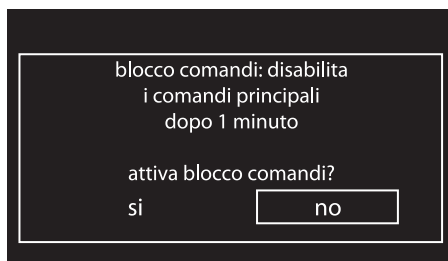 blocco comandi: disabilita
i comandi principali
dopo 1 minuto
attiva blocco comandi?
si no